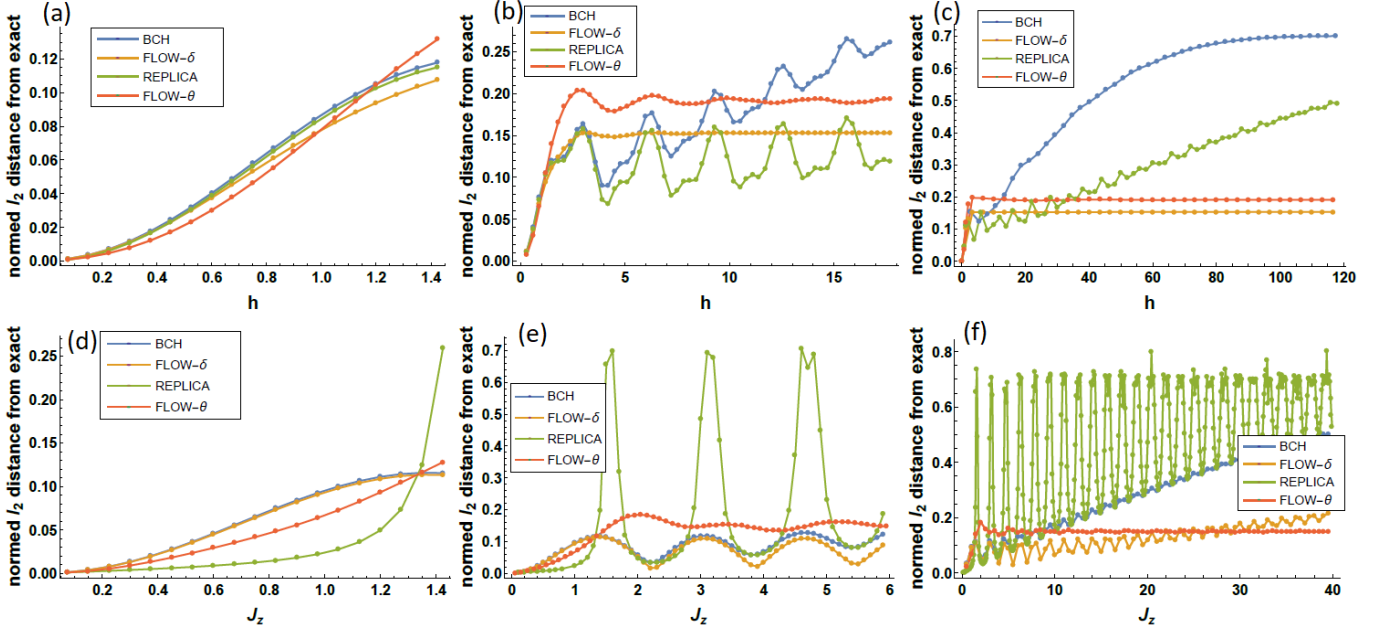 (a)
normed l2 distance from exact
0.12
0.10
0.08
0.06
0.04
0.02
0.00
BCH
FLOW-δ
REPLICA
FLOW-θ
0.2 0.4 0.6 0.8 1.0 1.2 1.4
h
(b)
normed l2 distance from exact
0.25
0.20
0.15
0.10
0.05
0.00
BCH
FLOW-δ
REPLICA
FLOW-θ
0 5 10 15
h
(c)
normed l2 distance from exact
0.7
0.6
0.5
0.4
0.3
0.2
0.1
0.0
BCH
FLOW-δ
REPLICA
FLOW-θ
0 20 40 60 80 100 120
h
(d)
normed l2 distance from exact
0.25
0.20
0.15
0.10
0.05
0.00
BCH
FLOW-δ
REPLICA
FLOW-θ
0.2 0.4 0.6 0.8 1.0 1.2 1.4
Jz
(e)
normed l2 distance from exact
0.7
0.6
0.5
0.4
0.3
0.2
0.1
0.0
BCH
FLOW-δ
REPLICA
FLOW-θ
0 1 2 3 4 5 6
Jz
(f)
normed l2 distance from exact
0.8
0.6
0.4
0.2
0.0
BCH
FLOW-δ
REPLICA
FLOW-θ
0 10 20 30 40
Jz